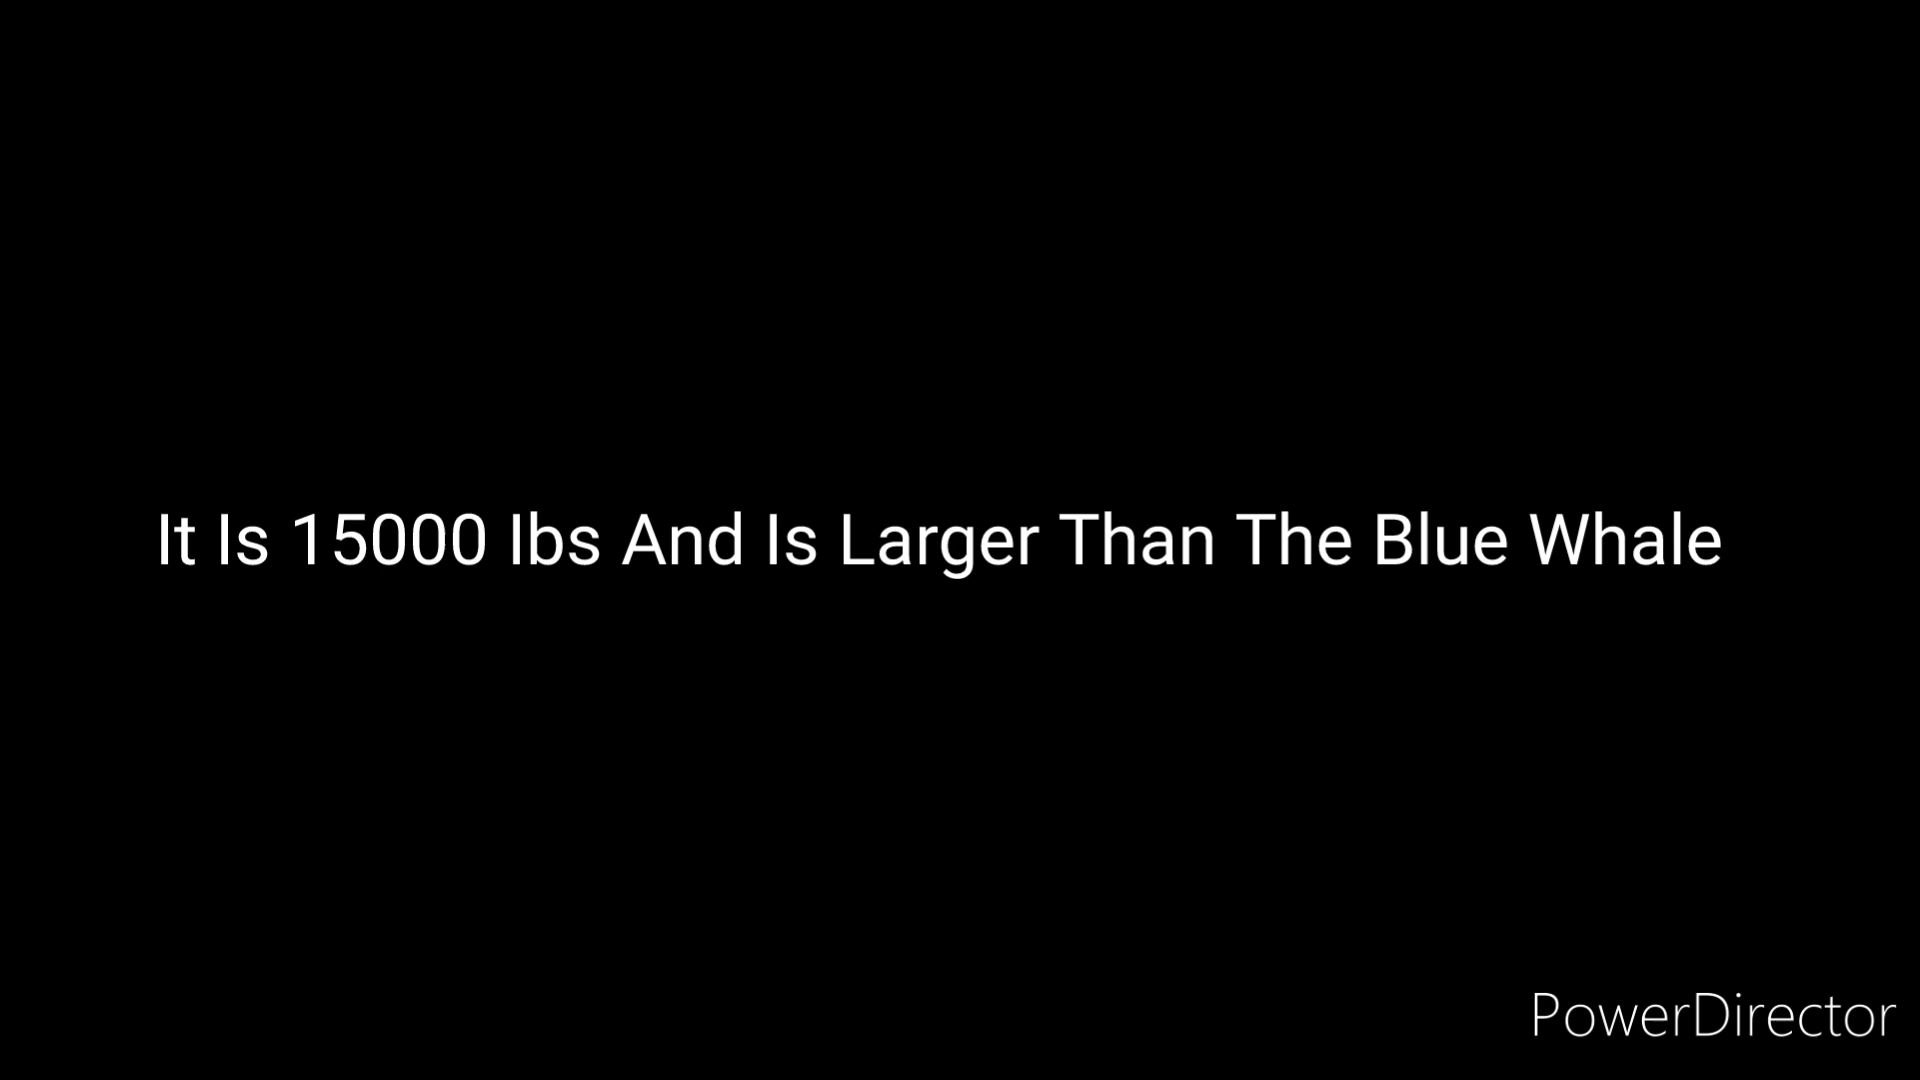 It Is 15000 Ibs And Is Larger Than The Blue Whale
PowerDirector